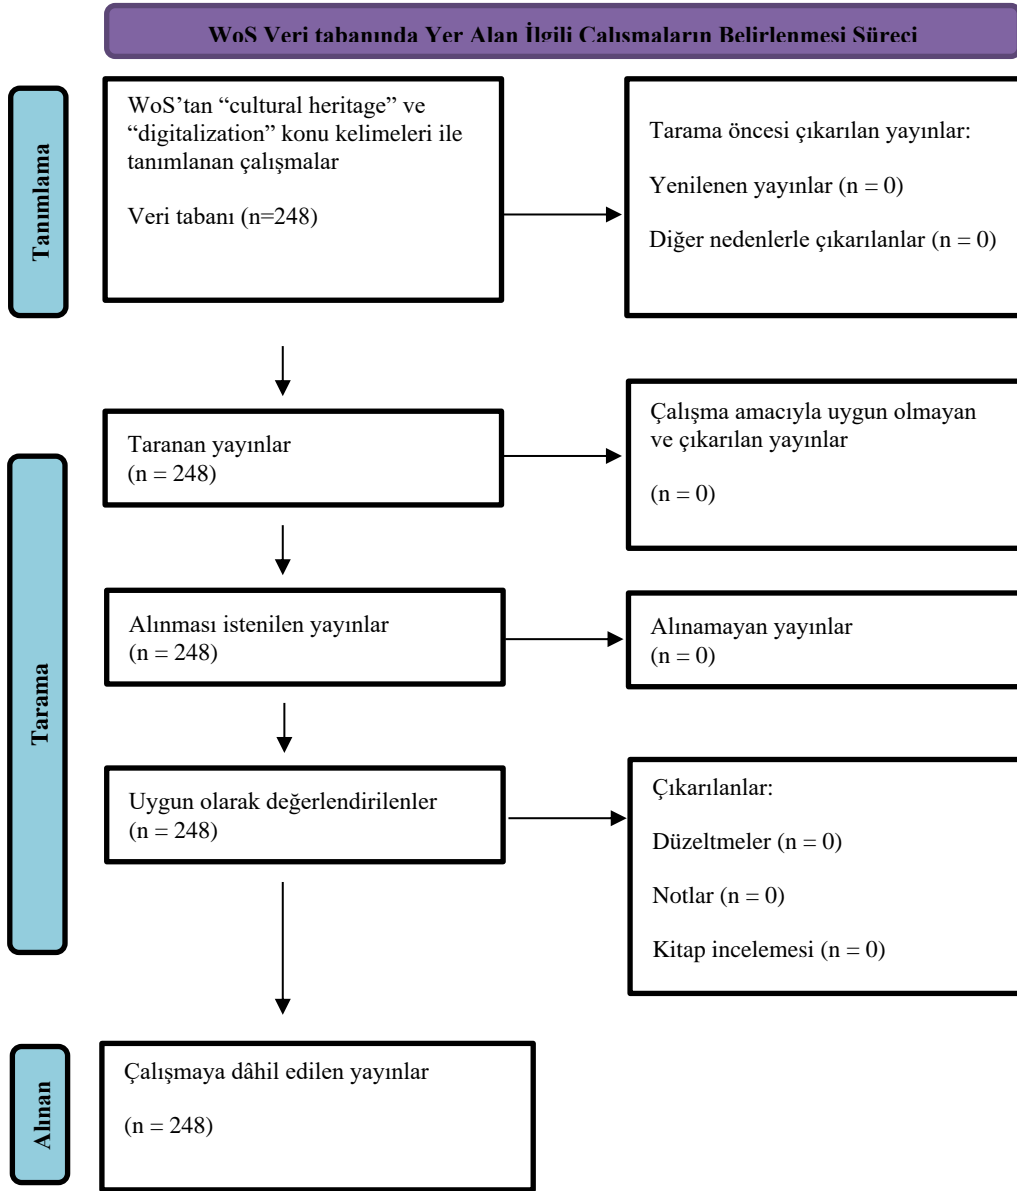 WoS Veri tabanında Yer Alan İlgili Çalışmaların Belirlenmesi Süreci
Tanımlama
WoS’tan “cultural heritage” ve
“digitalization” konu kelimeleri ile
tanımlanan çalışmalar
Veri tabanı (n=248)
Tarama öncesi çıkarılan yayınlar:
Yenilenen yayınlar (n = 0)
Diğer nedenlerle çıkarılanlar (n = 0)
Tarama
Taranan yayınlar
(n = 248)
Çalışma amacıyla uygun olmayan
ve çıkarılan yayınlar
(n = 0)
Alınması istenilen yayınlar
(n = 248)
Alınamayan yayınlar
(n = 0)
Uygun olarak değerlendirilenler
(n = 248)
Çıkarılanlar:
Düzeltmeler (n = 0)
Notlar (n = 0)
Kitap incelemesi (n = 0)
Alınan
Çalışmaya dâhil edilen yayınlar
(n = 248)